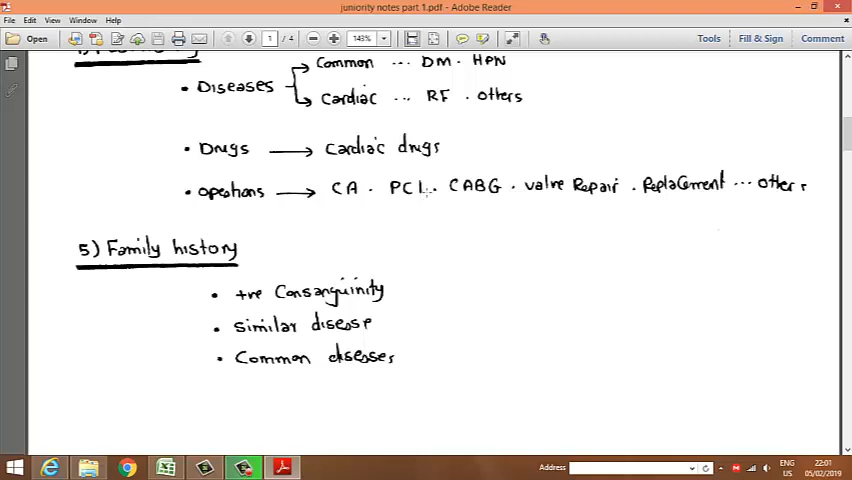 juniority notes part 1.pdf - Adobe Reader
File Edit View Window Help
Open 1 / 4 143% Tools Fill & Sign Comment
Common ... DM . HPN
• Diseases
Cardiac ... RF . others
• Drugs → Cardiac drugs
• operations → CA . PCI . CABG . valve Repair . Replacement ... others
5) Family history
• +ve Consanguinity
• similar disease
• Common diseases
Address ENG 22:01
US 05/02/2019